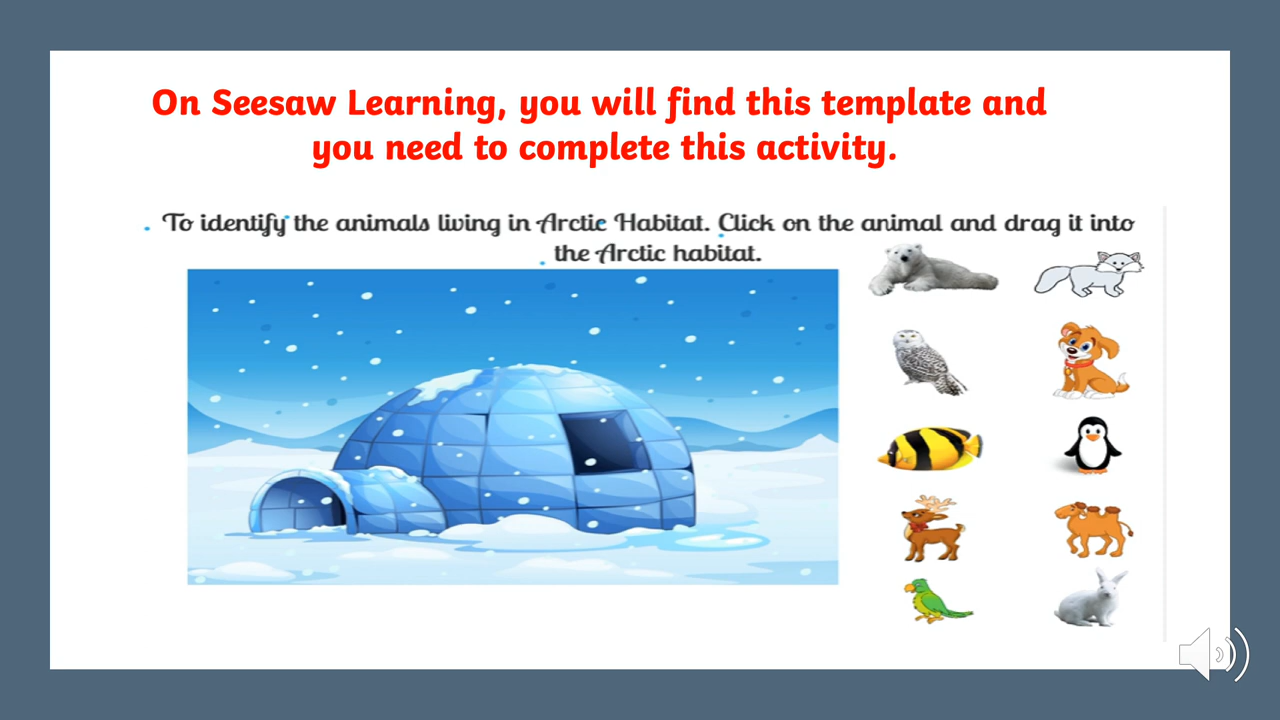 On Seesaw Learning, you will find this template and
you need to complete this activity.
To identify the animals living in Arctic Habitat. Click on the animal and drag it into
the Arctic habitat.